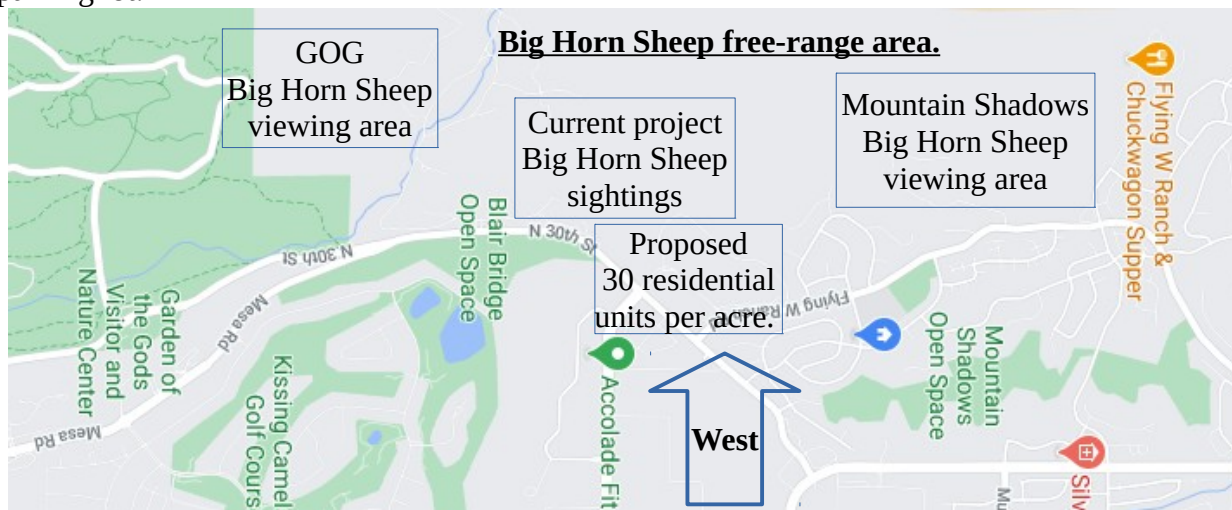 Big Horn Sheep free-range area.
GOG
Big Horn Sheep
viewing area
Current project
Big Horn Sheep
sightings
Mountain Shadows
Big Horn Sheep
viewing area
Flying W Ranch &
Chuckwagon Supper
Blair Bridge
Open Space
N 30th St
N 30th St
Proposed
30 residential
units per acre.
Flying W Ranch Rd
Garden of
the Gods
Visitor and
Nature Center
Mesa Rd
Mesa Rd
Kissing Camel
Golf Cours
Accolade Fit
West
Mountain
Shadows
Open Space
Silv
Mu